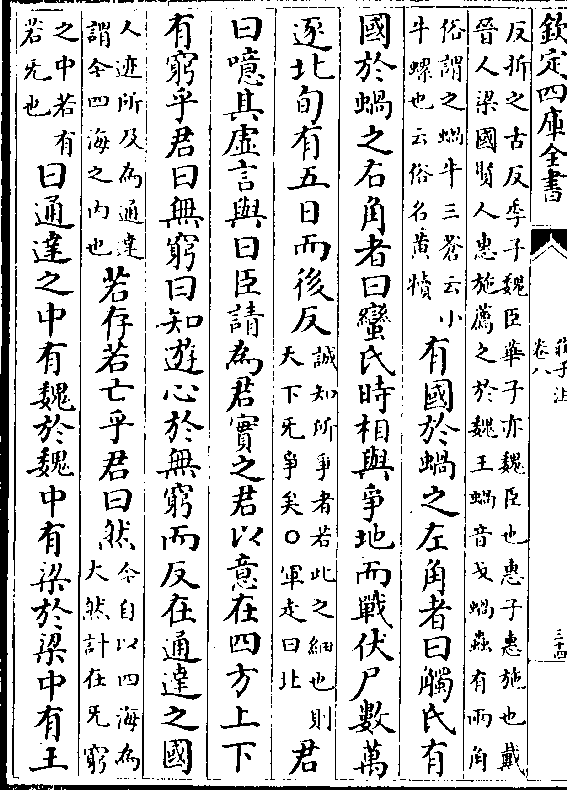 欽定四庫全書
莊子注
卷八
三十四
反折之古反季子魏臣華子亦魏臣也惠子惠施也戴
晉人梁國賢人惠施薦之於魏王蝸音戈蝸蟲有兩角
俗謂之蝸牛三蒼云小
牛螺也云俗名黃犢
有國於蝸之左角者曰觸氏有
國於蝸之右角者曰蠻氏時相與爭地而戰伏尸數萬
逐北旬有五日而後反
誠知所爭者若此之細也則
天下无爭矣○軍走曰北
君
曰噫其虛言與曰臣請為君實之君以意在四方上下
有窮乎君曰無窮曰知遊心於無窮而反在通達之國
人迹所及為通達
謂今四海之內也
若存若亡乎君曰然
今自以四海為
大然計在无窮
之中若有
若无也
曰通達之中有魏於魏中有梁於梁中有王